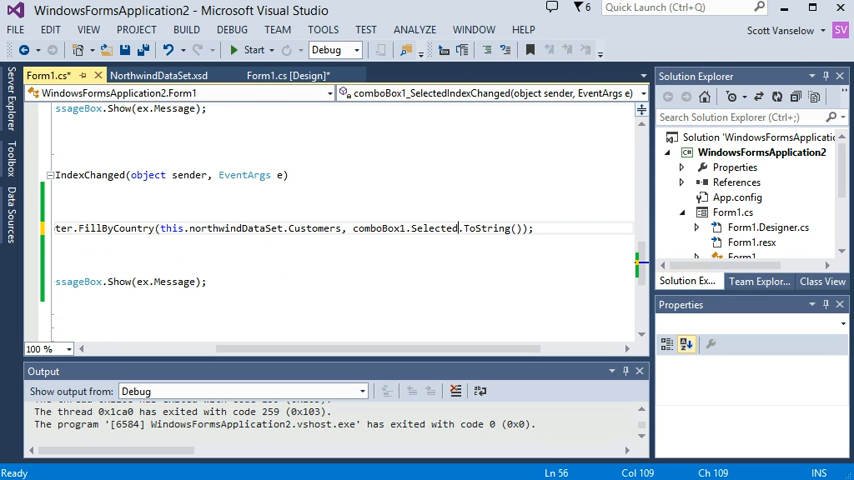 WindowsFormsApplication2 - Microsoft Visual Studio
6
Quick Launch (Ctrl+Q)
FILE EDIT VIEW PROJECT BUILD DEBUG TEAM TOOLS TEST ANALYZE WINDOW HELP
Scott Vanselow SV
Start Debug
Form1.cs* NorthwindDataSet.xsd Form1.cs [Design]*
WindowsFormsApplication2.Form1 comboBox1_SelectedIndexChanged(object sender, EventArgs e)
Server Explorer
Toolbox
Data Sources
ssageBox.Show(ex.Message);
IndexChanged(object sender, EventArgs e)
ter.FillByCountry(this.northwindDataSet.Customers, comboBox1.Selected.ToString());
ssageBox.Show(ex.Message);
100 %
Output
Show output from: Debug
The thread 0x1ca0 has exited with code 259 (0x103).
The program '[6584] WindowsFormsApplication2.vshost.exe' has exited with code 0 (0x0).
Solution Explorer
Search Solution Explorer (Ctrl+;)
Solution 'WindowsFormsApplication
WindowsFormsApplication2
Properties
References
App.config
Form1.cs
Form1.Designer.cs
Form1.resx
Form1
Solution Ex... Team Explor... Class View
Properties
Ready Ln 56 Col 109 Ch 109 INS